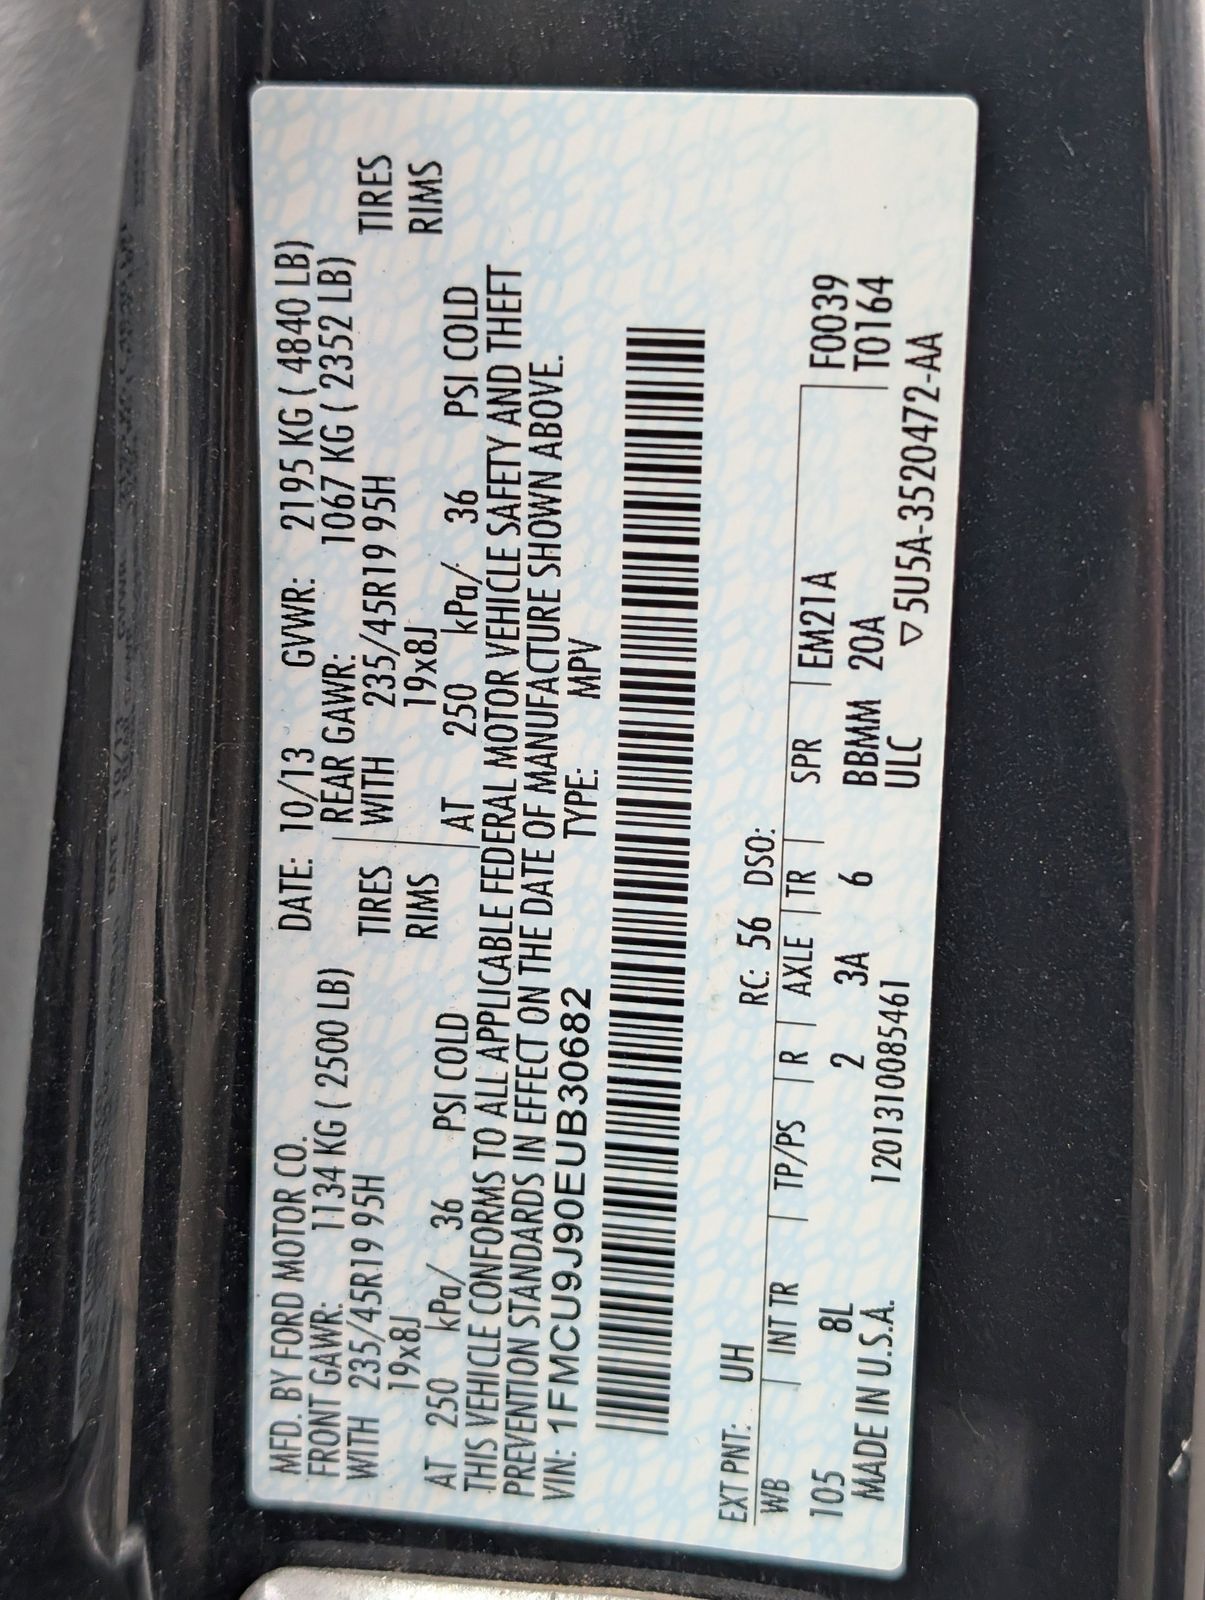 MFD. BY FORD MOTOR CO. DATE: 10/13 GVWR: 2195 KG ( 4840 LB)
FRONT GAWR: 1134 KG ( 2500 LB) REAR GAWR: 1067 KG ( 2352 LB)
WITH 235/45R19 95H TIRES WITH 235/45R19 95H TIRES
19x8J RIMS 19x8J RIMS
AT 250 kPa/ 36 PSI COLD AT 250 kPa/ 36 PSI COLD
THIS VEHICLE CONFORMS TO ALL APPLICABLE FEDERAL MOTOR VEHICLE SAFETY AND THEFT
PREVENTION STANDARDS IN EFFECT ON THE DATE OF MANUFACTURE SHOWN ABOVE.
VIN: 1FMCU9J90EUB30682 TYPE: MPV
EXT PNT: UH RC: 56 DSO:
WB INT TR TP/PS R AXLE TR SPR EM21A F0039
105 8L 2 3A 6 BBMM 20A T0164
MADE IN U.S.A. 1201310085461 ULC ▽5U5A-3520472-AA